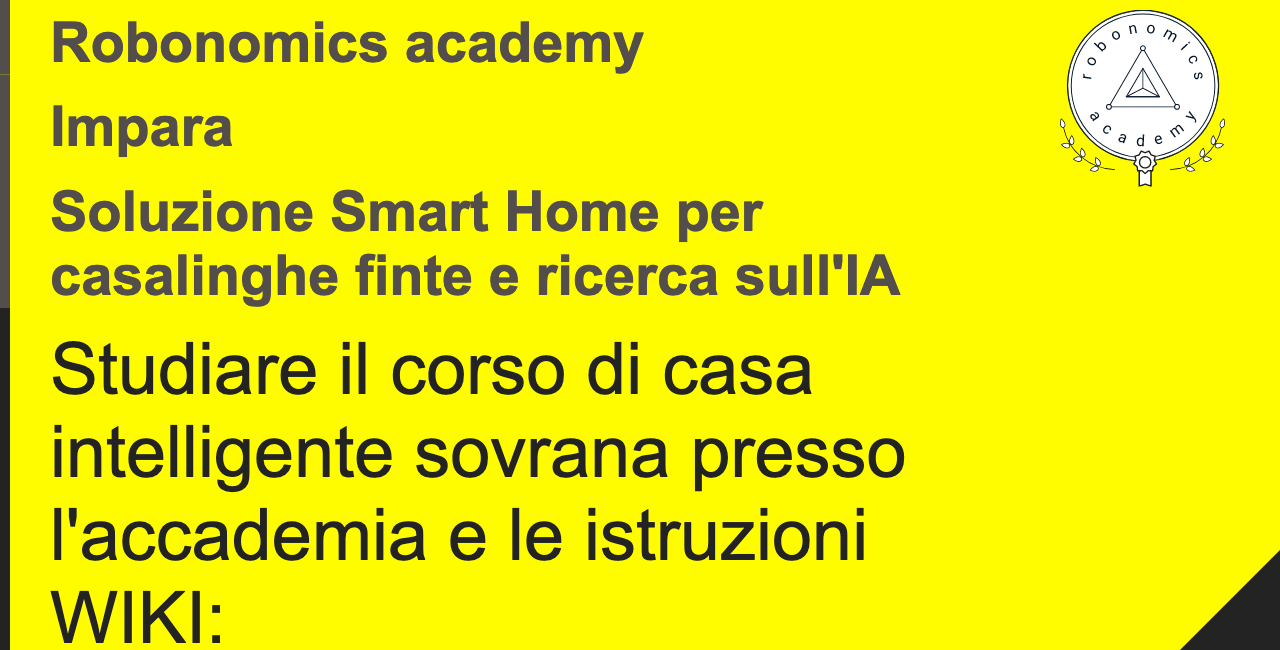 Robonomics academy
Impara
Soluzione Smart Home per
casalinghe finte e ricerca sull'IA
Studiare il corso di casa
intelligente sovrana presso
l'accademia e le istruzioni
WIKI:
robonomics
academy